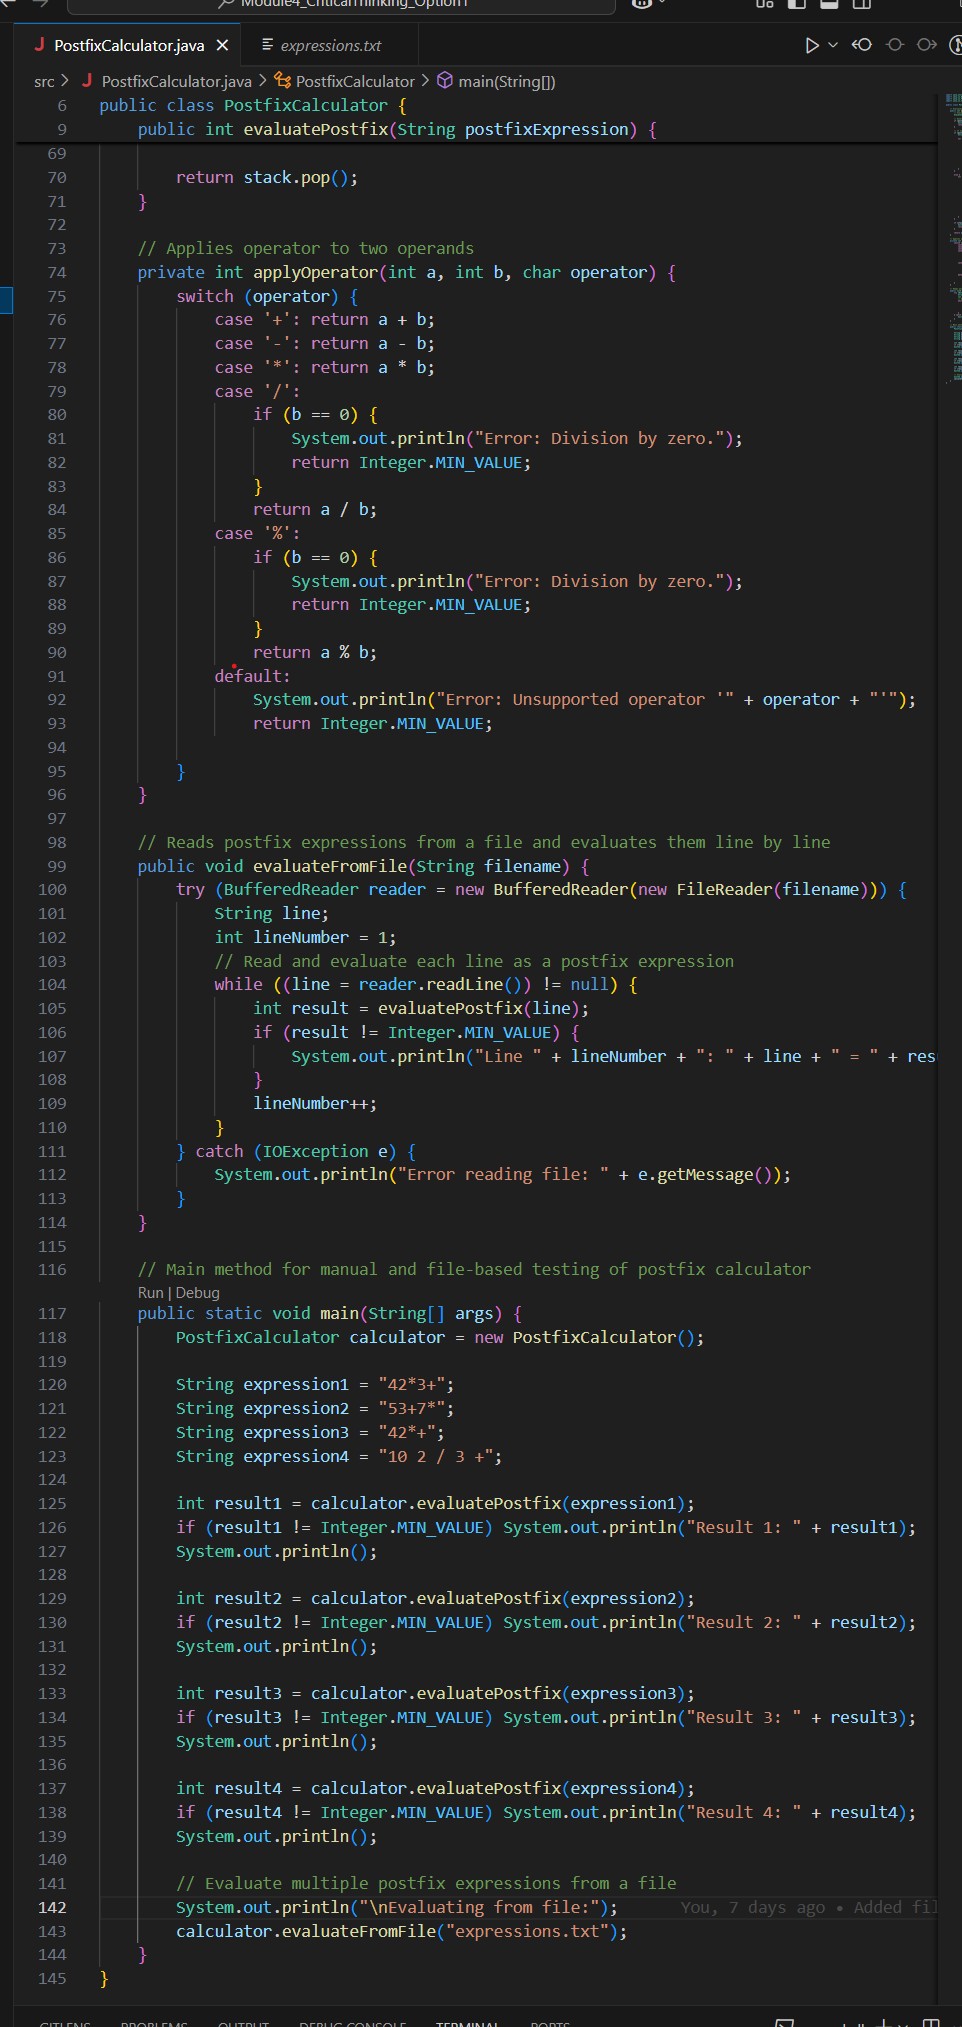 Module4_CriticalThinking_Option1
J PostfixCalculator.java × expressions.txt
src > J PostfixCalculator.java > PostfixCalculator > main(String[])
6 public class PostfixCalculator {
9 public int evaluatePostfix(String postfixExpression) {
69
70 return stack.pop();
71 }
72
73 // Applies operator to two operands
74 private int applyOperator(int a, int b, char operator) {
75 switch (operator) {
76 case '+': return a + b;
77 case '-': return a - b;
78 case '*': return a * b;
79 case '/':
80 if (b == 0) {
81 System.out.println("Error: Division by zero.");
82 return Integer.MIN_VALUE;
83 }
84 return a / b;
85 case '%':
86 if (b == 0) {
87 System.out.println("Error: Division by zero.");
88 return Integer.MIN_VALUE;
89 }
90 return a % b;
91 default:
92 System.out.println("Error: Unsupported operator '" + operator + "'");
93 return Integer.MIN_VALUE;
94
95 }
96 }
97
98 // Reads postfix expressions from a file and evaluates them line by line
99 public void evaluateFromFile(String filename) {
100 try (BufferedReader reader = new BufferedReader(new FileReader(filename))) {
101 String line;
102 int lineNumber = 1;
103 // Read and evaluate each line as a postfix expression
104 while ((line = reader.readLine()) != null) {
105 int result = evaluatePostfix(line);
106 if (result != Integer.MIN_VALUE) {
107 System.out.println("Line " + lineNumber + ": " + line + " = " + res
108 }
109 lineNumber++;
110 }
111 } catch (IOException e) {
112 System.out.println("Error reading file: " + e.getMessage());
113 }
114 }
115
116 // Main method for manual and file-based testing of postfix calculator
Run | Debug
117 public static void main(String[] args) {
118 PostfixCalculator calculator = new PostfixCalculator();
119
120 String expression1 = "42*3+";
121 String expression2 = "53+7*";
122 String expression3 = "42*+";
123 String expression4 = "10 2 / 3 +";
124
125 int result1 = calculator.evaluatePostfix(expression1);
126 if (result1 != Integer.MIN_VALUE) System.out.println("Result 1: " + result1);
127 System.out.println();
128
129 int result2 = calculator.evaluatePostfix(expression2);
130 if (result2 != Integer.MIN_VALUE) System.out.println("Result 2: " + result2);
131 System.out.println();
132
133 int result3 = calculator.evaluatePostfix(expression3);
134 if (result3 != Integer.MIN_VALUE) System.out.println("Result 3: " + result3);
135 System.out.println();
136
137 int result4 = calculator.evaluatePostfix(expression4);
138 if (result4 != Integer.MIN_VALUE) System.out.println("Result 4: " + result4);
139 System.out.println();
140
141 // Evaluate multiple postfix expressions from a file
142 System.out.println("\nEvaluating from file:"); You, 7 days ago • Added fil
143 calculator.evaluateFromFile("expressions.txt");
144 }
145 }
GITLENS PROBLEMS OUTPUT DEBUG CONSOLE TERMINAL PORTS